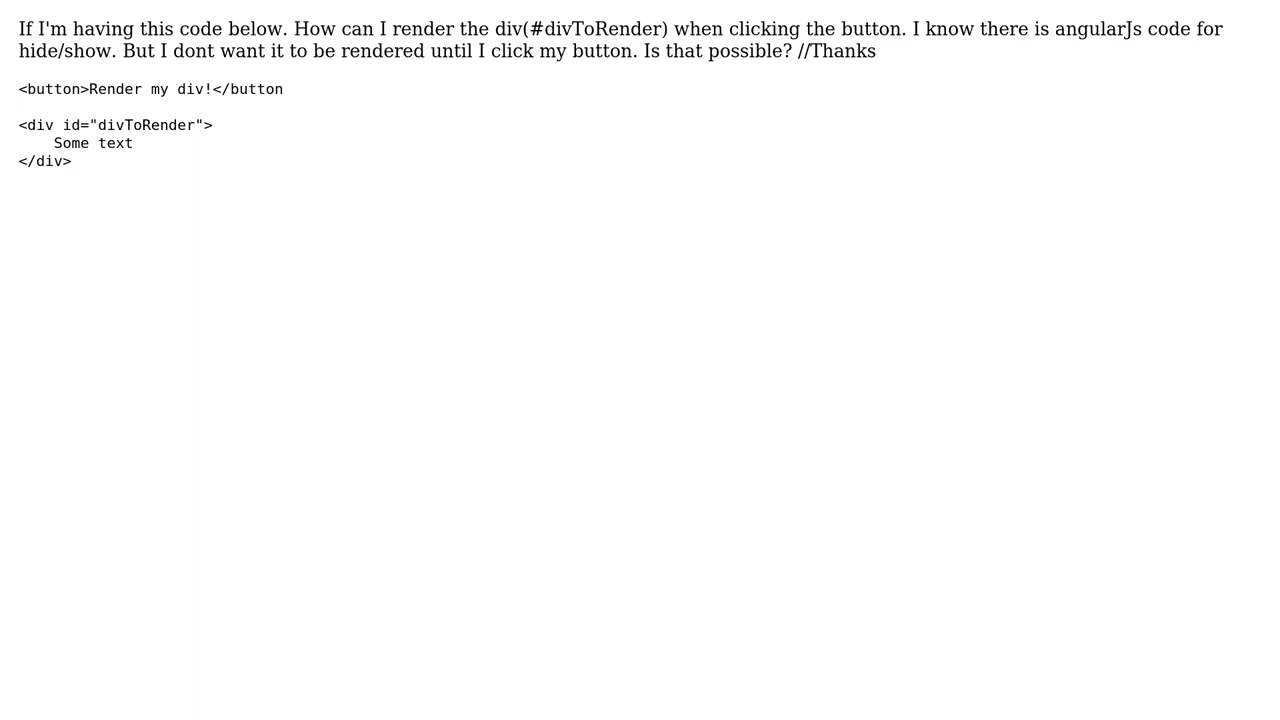 If I'm having this code below. How can I render the div(#divToRender) when clicking the button. I know there is angularJs code for
hide/show. But I dont want it to be rendered until I click my button. Is that possible? //Thanks
<button>Render my div!</button
<div id="divToRender">
    Some text
</div>